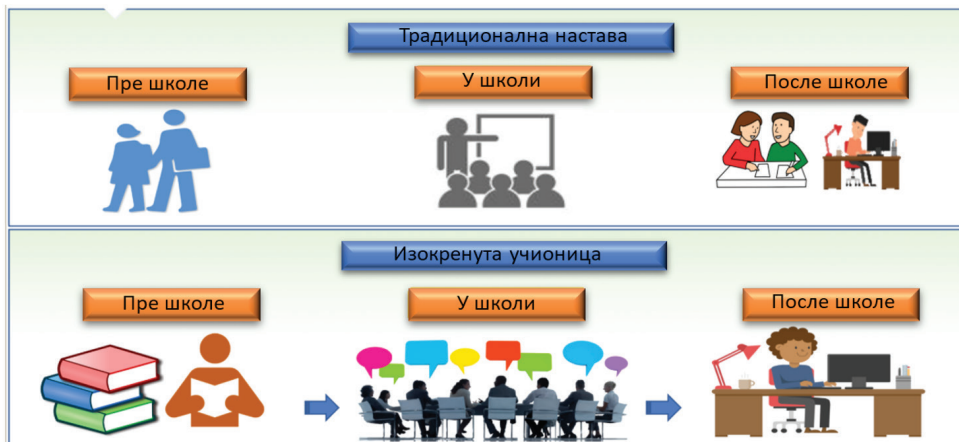 Традиционална настава
Пре школе
У школи
После школе
Изокренута учионица
Пре школе
У школи
После школе